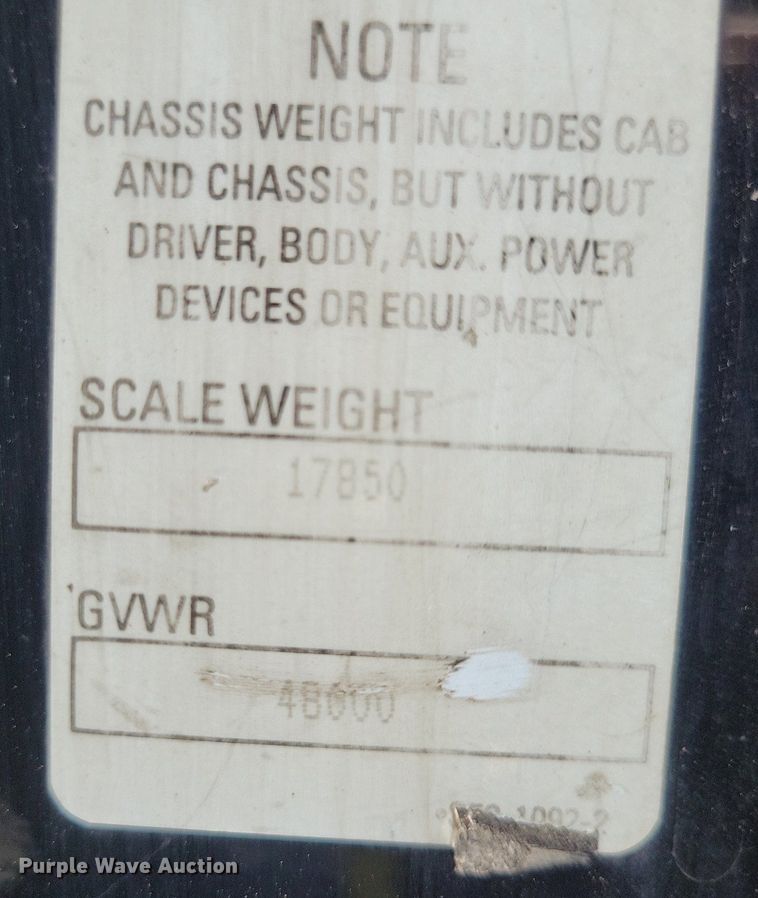 NOTE
CHASSIS WEIGHT INCLUDES CAB
AND CHASSIS, BUT WITHOUT
DRIVER, BODY, AUX. POWER
DEVICES OR EQUIPMENT
SCALE WEIGHT
17850
GVWR
48000
Purple Wave Auction